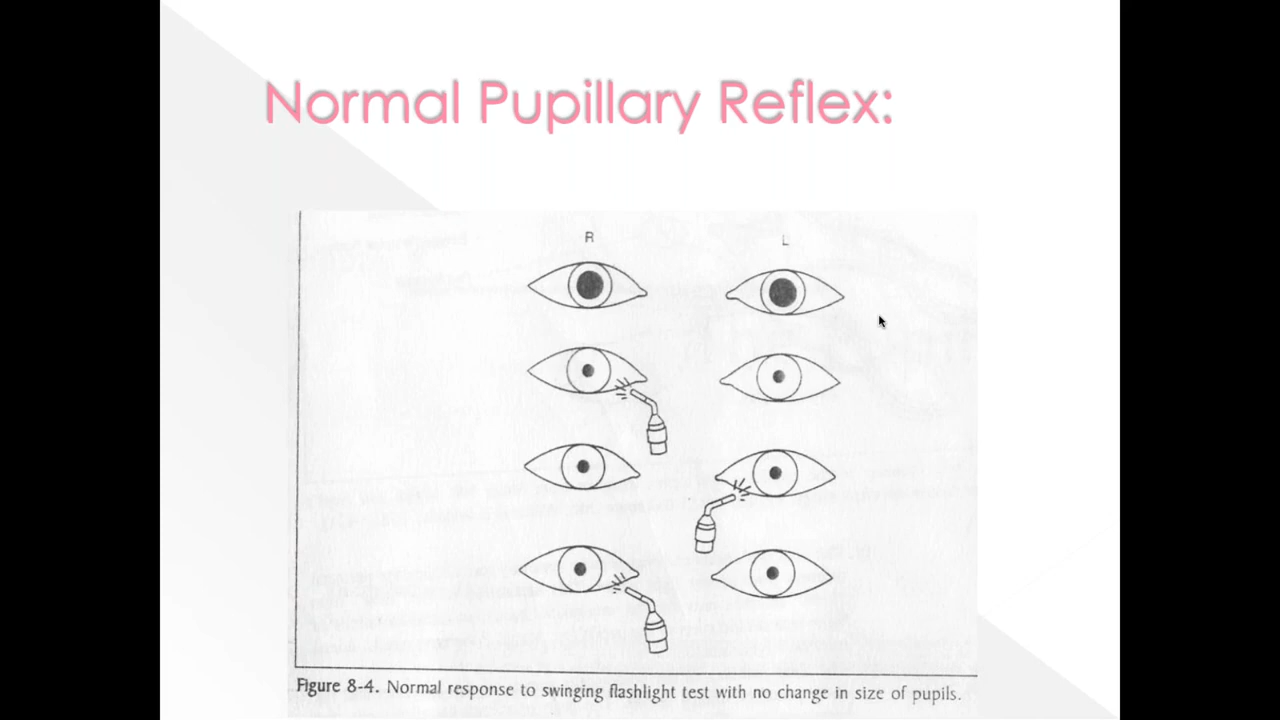 Normal Pupillary Reflex:
R L
Figure 8-4. Normal response to swinging flashlight test with no change in size of pupils.